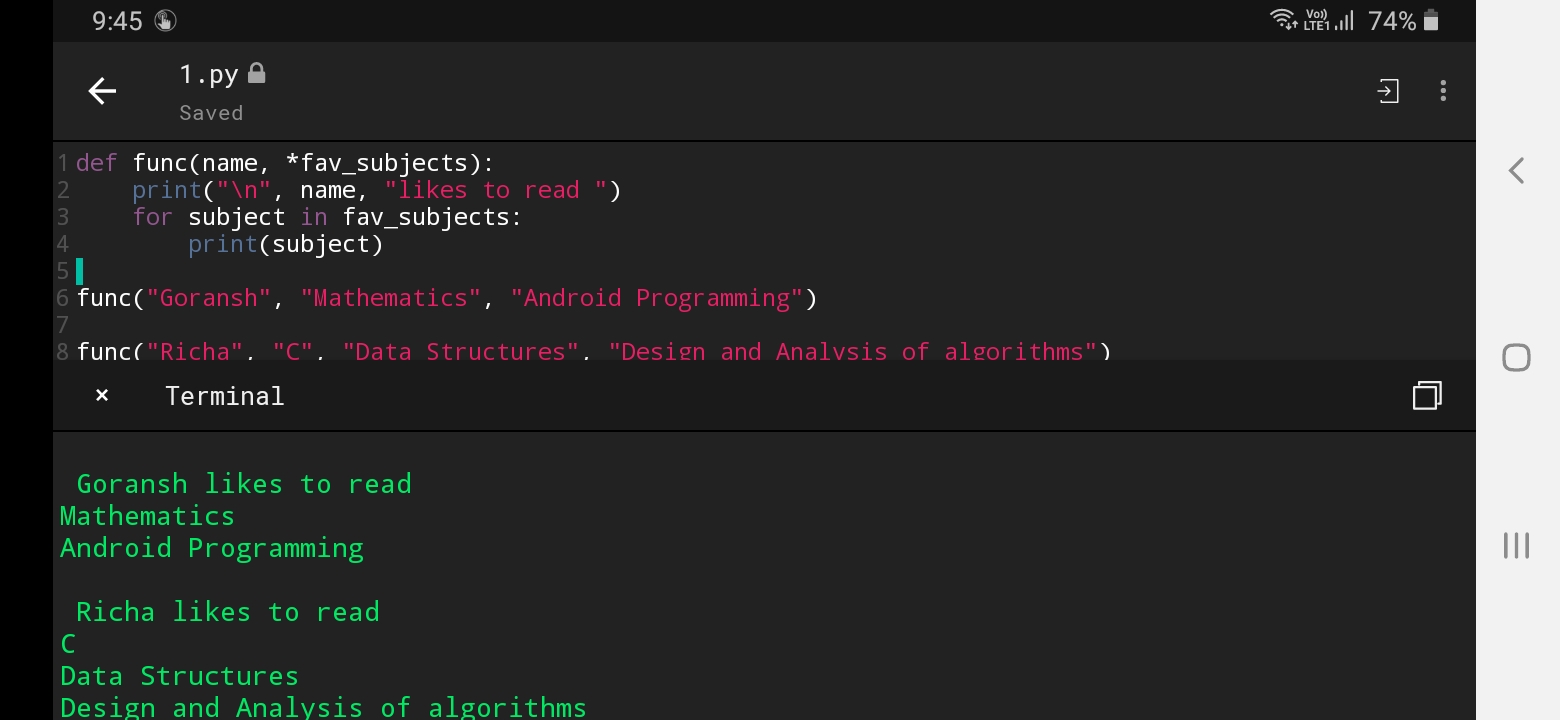 9:45 Vo) LTE1 74%
1.py
Saved
1 def func(name, *fav_subjects):
2     print("\n", name, "likes to read ")
3     for subject in fav_subjects:
4         print(subject)
5
6 func("Goransh", "Mathematics", "Android Programming")
7
8 func("Richa", "C", "Data Structures", "Design and Analysis of algorithms")
× Terminal
Goransh likes to read
Mathematics
Android Programming
Richa likes to read
C
Data Structures
Design and Analysis of algorithms